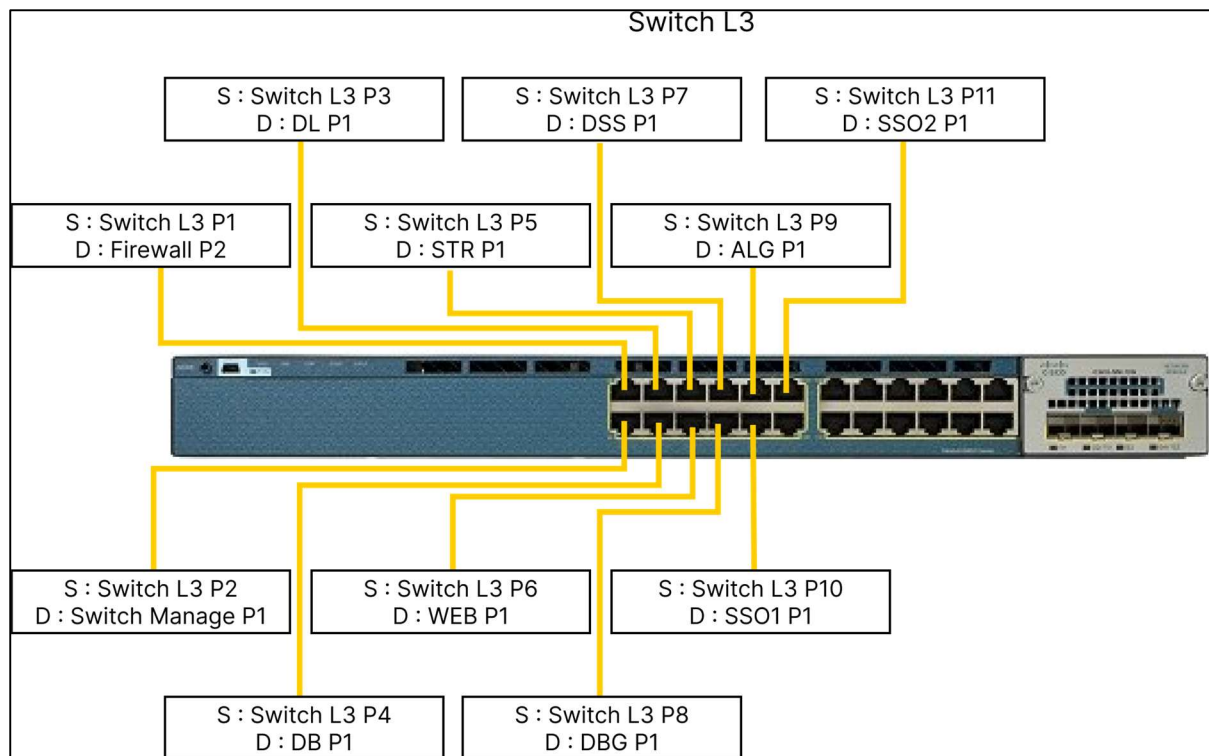 Switch L3
S : Switch L3 P3
D : DL P1
S : Switch L3 P7
D : DSS P1
S : Switch L3 P11
D : SSO2 P1
S : Switch L3 P1
D : Firewall P2
S : Switch L3 P5
D : STR P1
S : Switch L3 P9
D : ALG P1
CISCO
S : Switch L3 P2
D : Switch Manage P1
S : Switch L3 P6
D : WEB P1
S : Switch L3 P10
D : SSO1 P1
S : Switch L3 P4
D : DB P1
S : Switch L3 P8
D : DBG P1